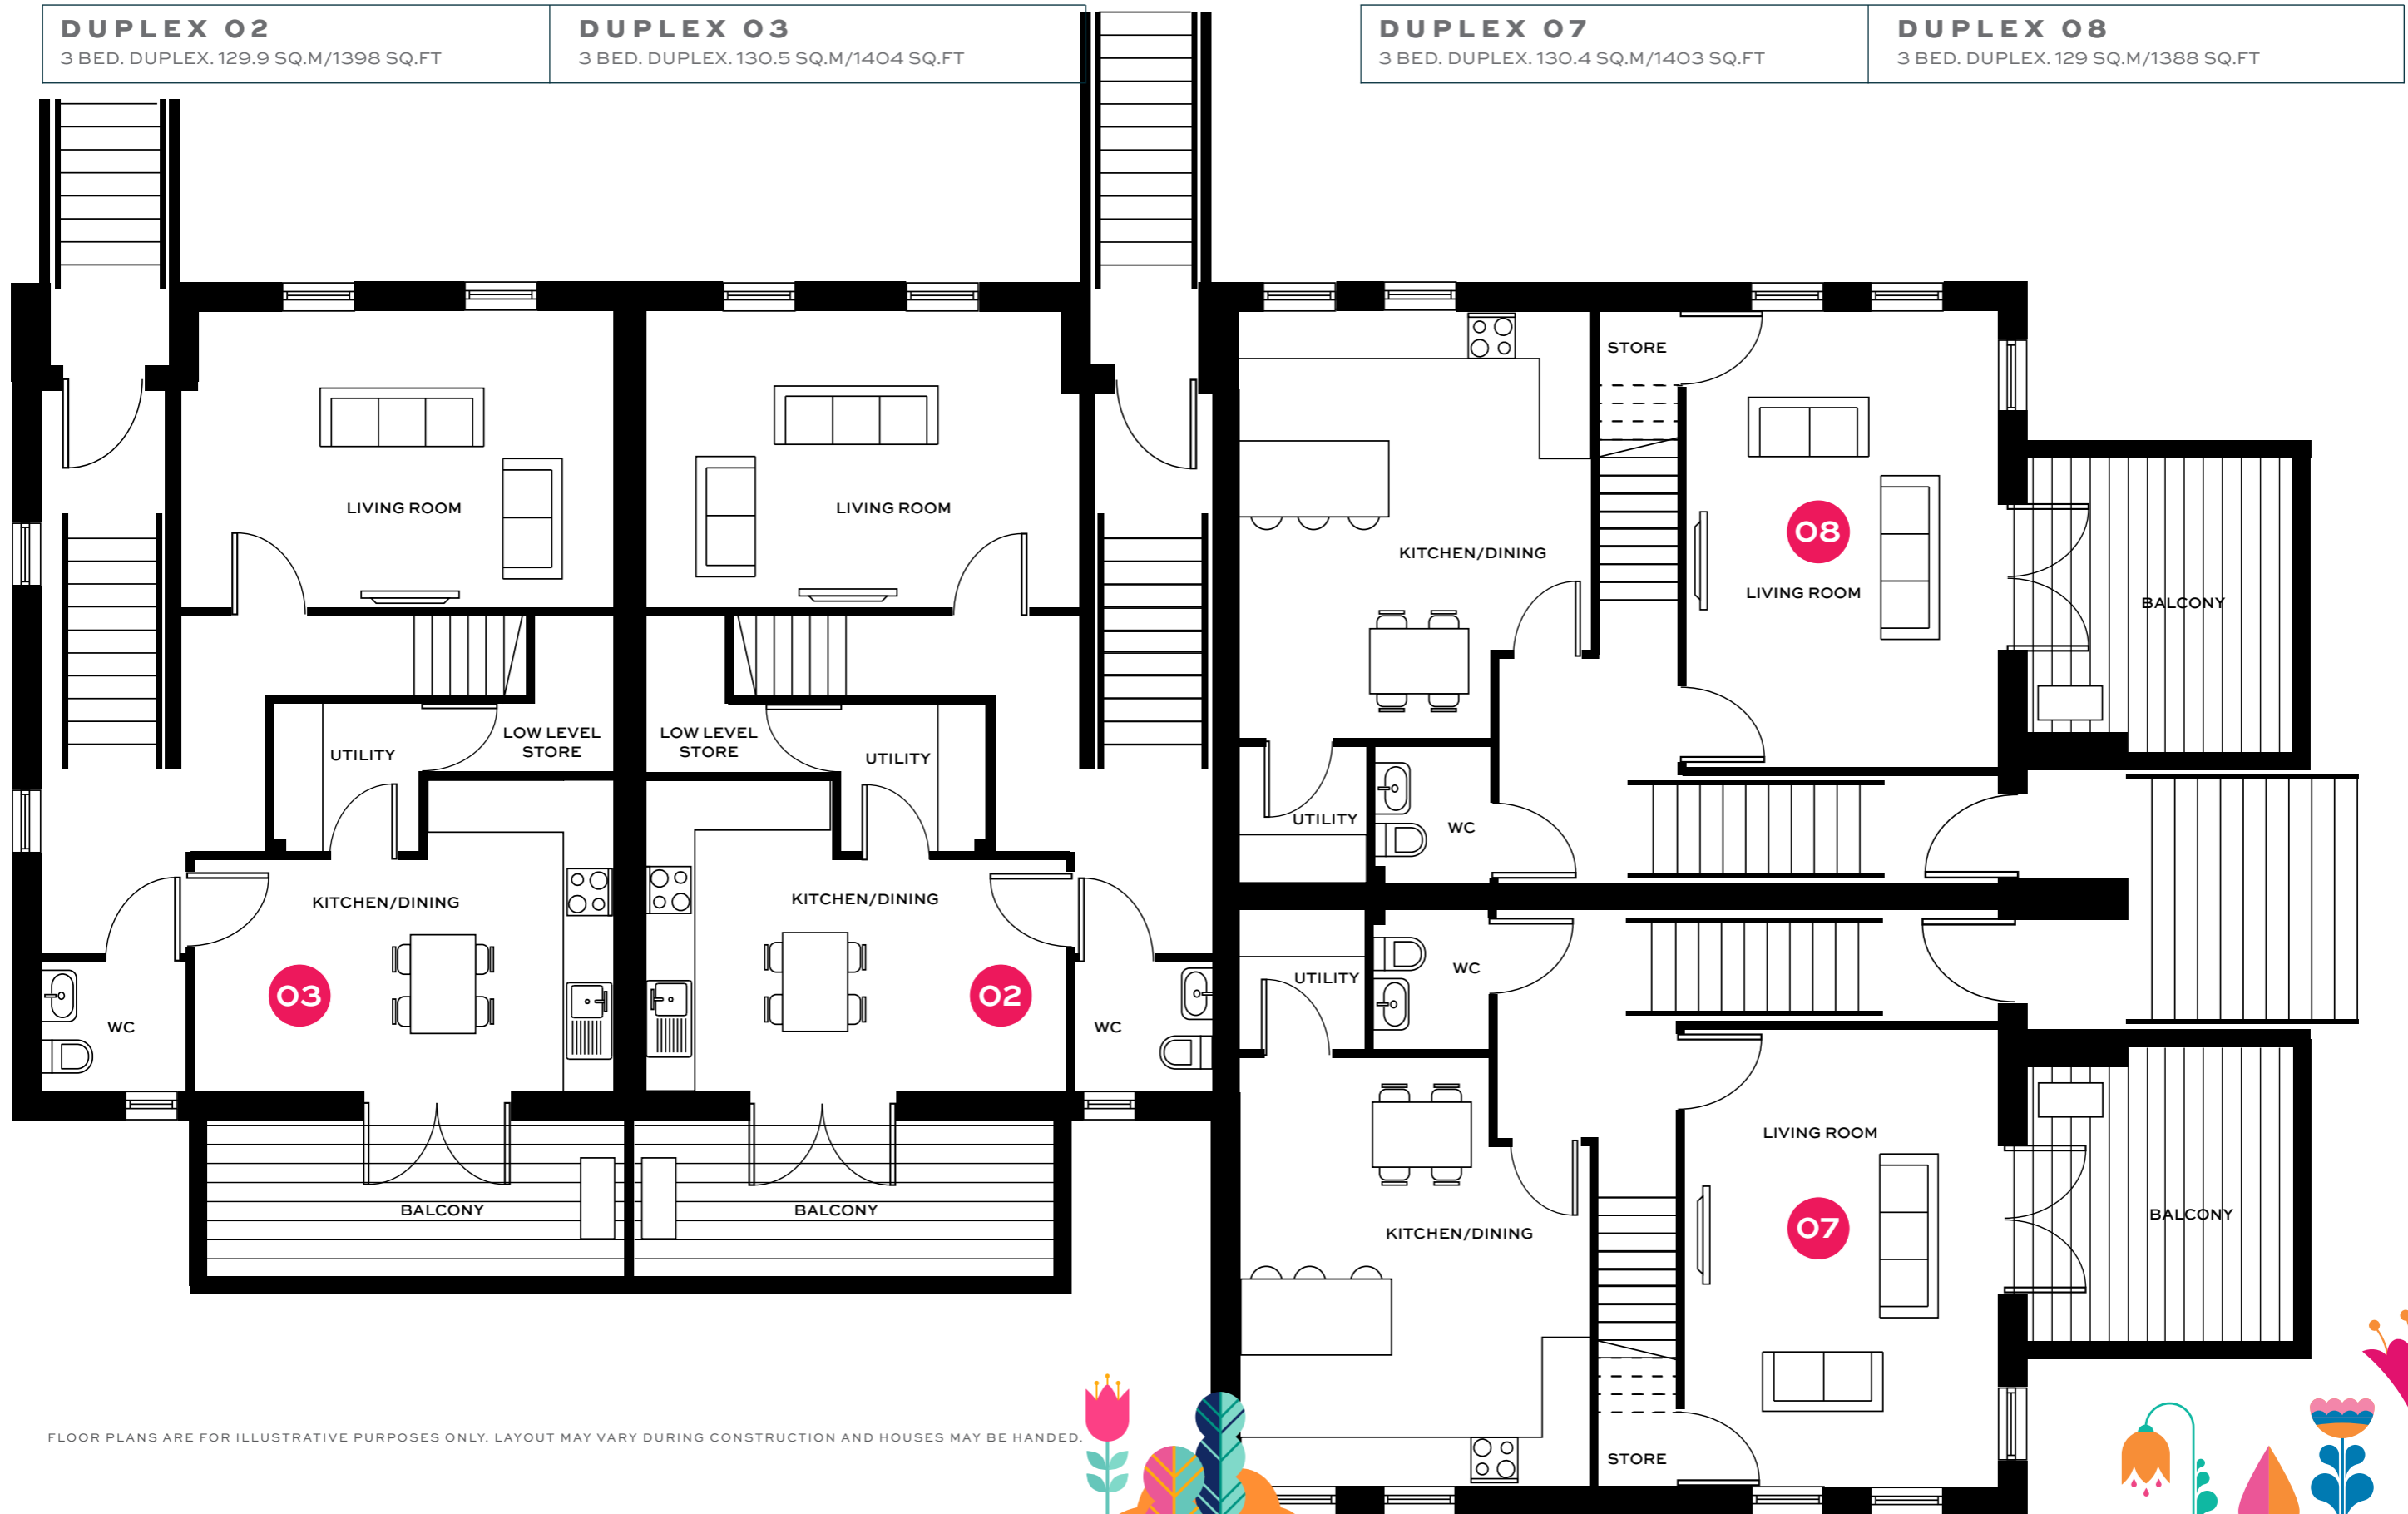 DUPLEX 02
3 BED. DUPLEX. 129.9 SQ.M/1398 SQ.FT
DUPLEX 03
3 BED. DUPLEX. 130.5 SQ.M/1404 SQ.FT
DUPLEX 07
3 BED. DUPLEX. 130.4 SQ.M/1403 SQ.FT
DUPLEX 08
3 BED. DUPLEX. 129 SQ.M/1388 SQ.FT
LIVING ROOM
LOW LEVEL
STORE
UTILITY
KITCHEN/DINING
03
WC
BALCONY
LIVING ROOM
LOW LEVEL
STORE
UTILITY
KITCHEN/DINING
02
WC
BALCONY
STORE
08
KITCHEN/DINING
LIVING ROOM
BALCONY
UTILITY
WC
UTILITY
WC
LIVING ROOM
07
KITCHEN/DINING
BALCONY
STORE
FLOOR PLANS ARE FOR ILLUSTRATIVE PURPOSES ONLY. LAYOUT MAY VARY DURING CONSTRUCTION AND HOUSES MAY BE HANDED.